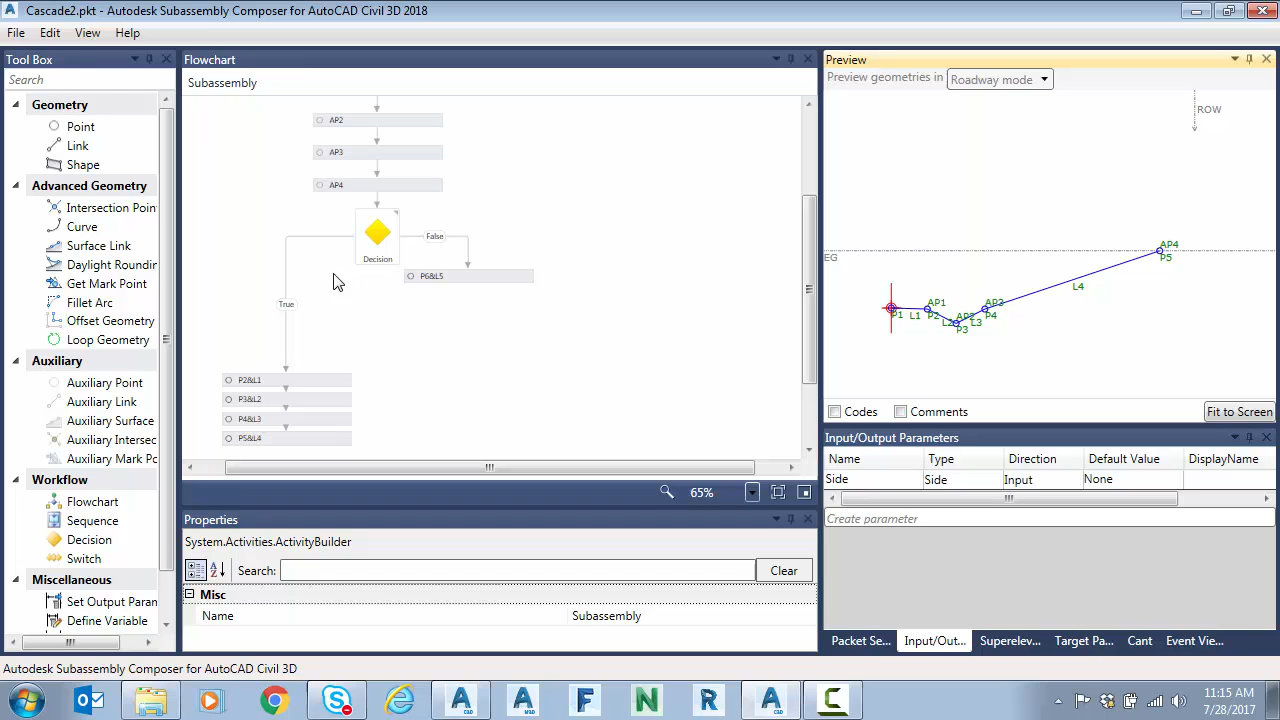 Cascade2.pkt - Autodesk Subassembly Composer for AutoCAD Civil 3D 2018
File Edit View Help
Tool Box
Search
Geometry
Point
Link
Shape
Advanced Geometry
Intersection Poin
Curve
Surface Link
Daylight Roundin
Get Mark Point
Fillet Arc
Offset Geometry
Loop Geometry
Auxiliary
Auxiliary Point
Auxiliary Link
Auxiliary Surface
Auxiliary Intersec
Auxiliary Mark Po
Workflow
Flowchart
Sequence
Decision
Switch
Miscellaneous
Set Output Param
Define Variable
Flowchart
Subassembly
AP2
AP3
AP4
Decision
False
P6&L5
True
P2&L1
P3&L2
P4&L3
P5&L4
65%
Properties
System.Activities.ActivityBuilder
Search:
Clear
Misc
Name Subassembly
Preview
Preview geometries in Roadway mode
ROW
EG
AP4
P5
L4
AP1
P1 L1 P2
L2 AP2
P3 L3
AP3
P4
Codes Comments Fit to Screen
Input/Output Parameters
Name Type Direction Default Value DisplayName
Side Side Input None
Create parameter
Packet Se... Input/Out... Superelev... Target Pa... Cant Event Vie...
Autodesk Subassembly Composer for AutoCAD Civil 3D
11:15 AM
7/28/2017